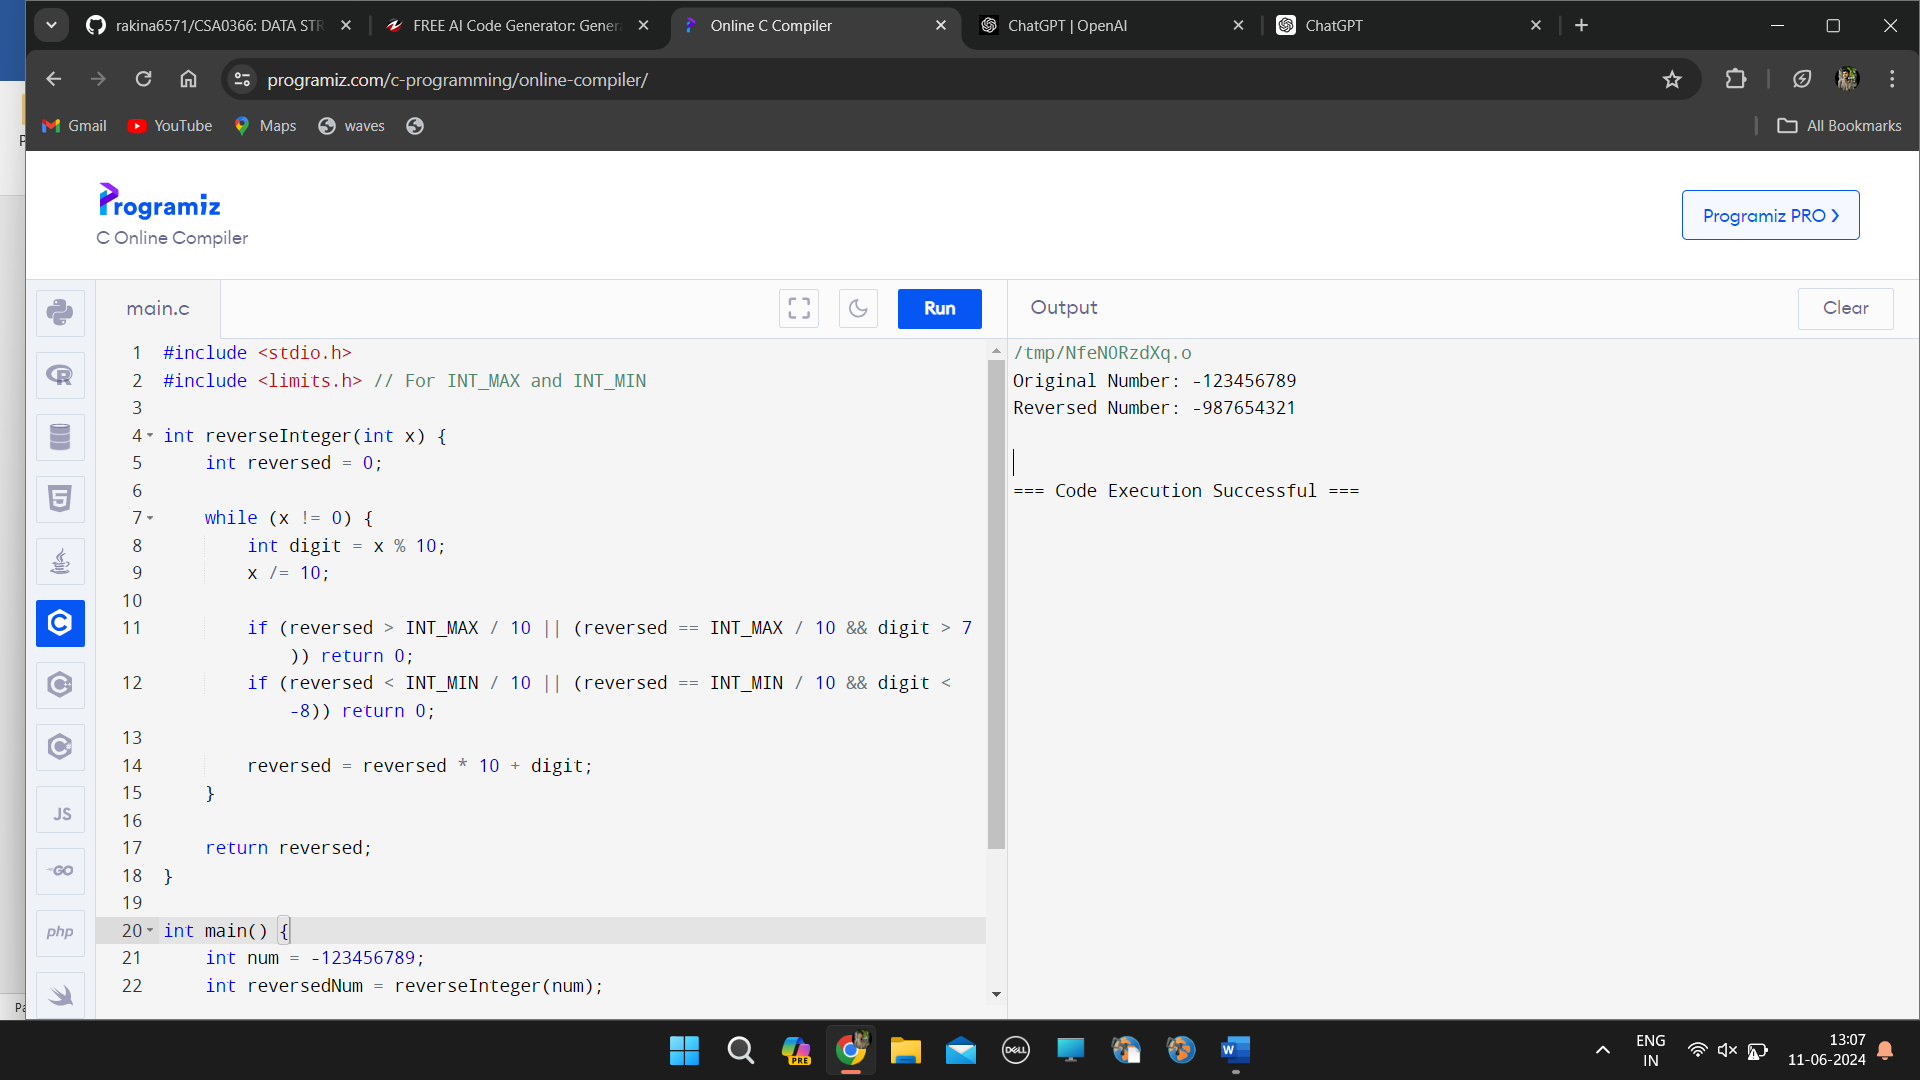 rakina6571/CSA0366: DATA STR
FREE AI Code Generator: Genera
Online C Compiler
ChatGPT | OpenAI
ChatGPT
programiz.com/c-programming/online-compiler/
Gmail
YouTube
Maps
waves
All Bookmarks
Programiz
C Online Compiler
Programiz PRO
main.c
Run
Output
Clear
1 #include <stdio.h>
2 #include <limits.h> // For INT_MAX and INT_MIN
3
4 int reverseInteger(int x) {
5 int reversed = 0;
6
7 while (x != 0) {
8 int digit = x % 10;
9 x /= 10;
10
11 if (reversed > INT_MAX / 10 || (reversed == INT_MAX / 10 && digit > 7
)) return 0;
12 if (reversed < INT_MIN / 10 || (reversed == INT_MIN / 10 && digit <
-8)) return 0;
13
14 reversed = reversed * 10 + digit;
15 }
16
17 return reversed;
18 }
19
20 int main() {
21 int num = -123456789;
22 int reversedNum = reverseInteger(num);
/tmp/NfeN0RzdXq.o
Original Number: -123456789
Reversed Number: -987654321
=== Code Execution Successful ===
R
5
C
C
C
JS
GO
php
P
Pa
PRE
DELL
W
ENG
IN
13:07
11-06-2024